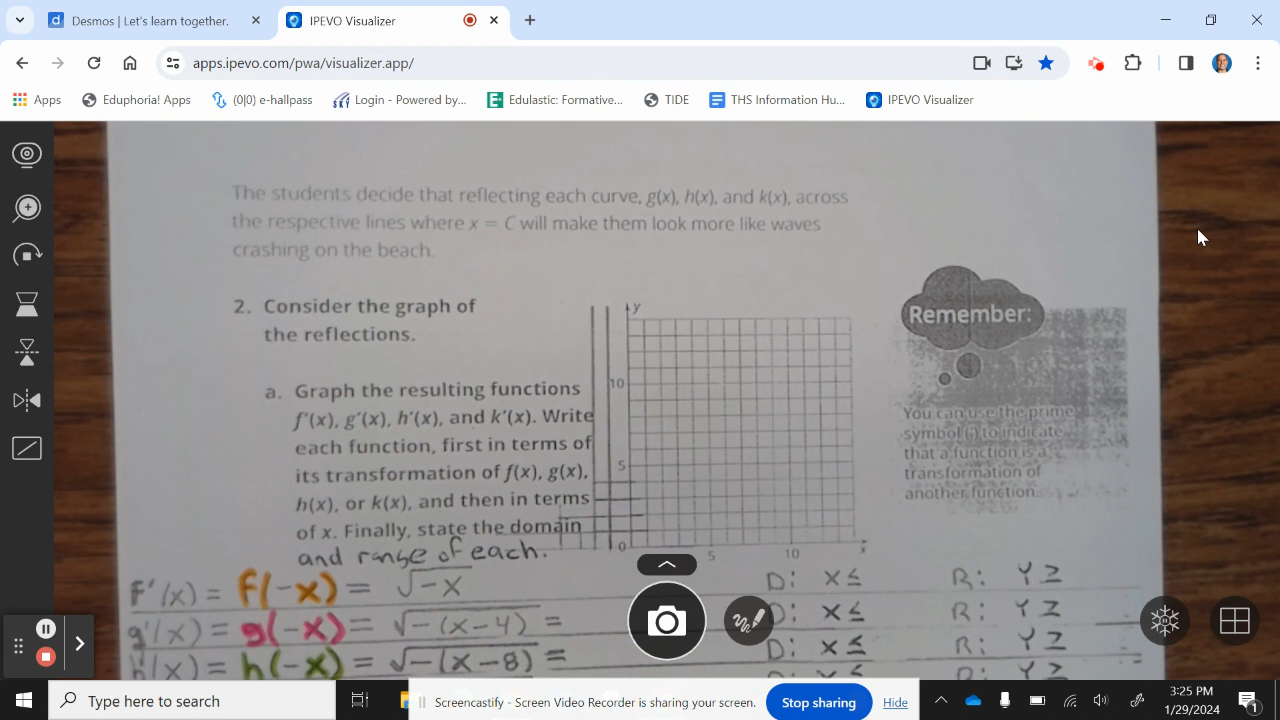 Desmos | Let's learn together.
IPEVO Visualizer
apps.ipevo.com/pwa/visualizer.app/
Apps
Eduphoria! Apps
(0|0) e-hallpass
Login - Powered by...
Edulastic: Formative...
TIDE
THS Information Hu...
IPEVO Visualizer
The students decide that reflecting each curve, g(x), h(x), and k(x), across
the respective lines where x = C will make them look more like waves
crashing on the beach.
2. Consider the graph of
the reflections.
y
10
5
0
5
10
x
Remember:
You can use the prime
symbol (′) to indicate
that a function is a
transformation of
another function.
a. Graph the resulting functions
f′(x), g′(x), h′(x), and k′(x). Write
each function, first in terms of
its transformation of f(x), g(x),
h(x), or k(x), and then in terms
of x. Finally, state the domain
and range of each.
f′(x) = f(-x) = √-x D: x≤ R: Y≥
g′(x) = g(-x) = √-(x-4) = D: x≤ R: Y≥
h′(x) = h(-x) = √-(x-8) = D: x≤ R: Y≥
Type here to search
Screencastify - Screen Video Recorder is sharing your screen.
Stop sharing
Hide
3:25 PM
1/29/2024
1